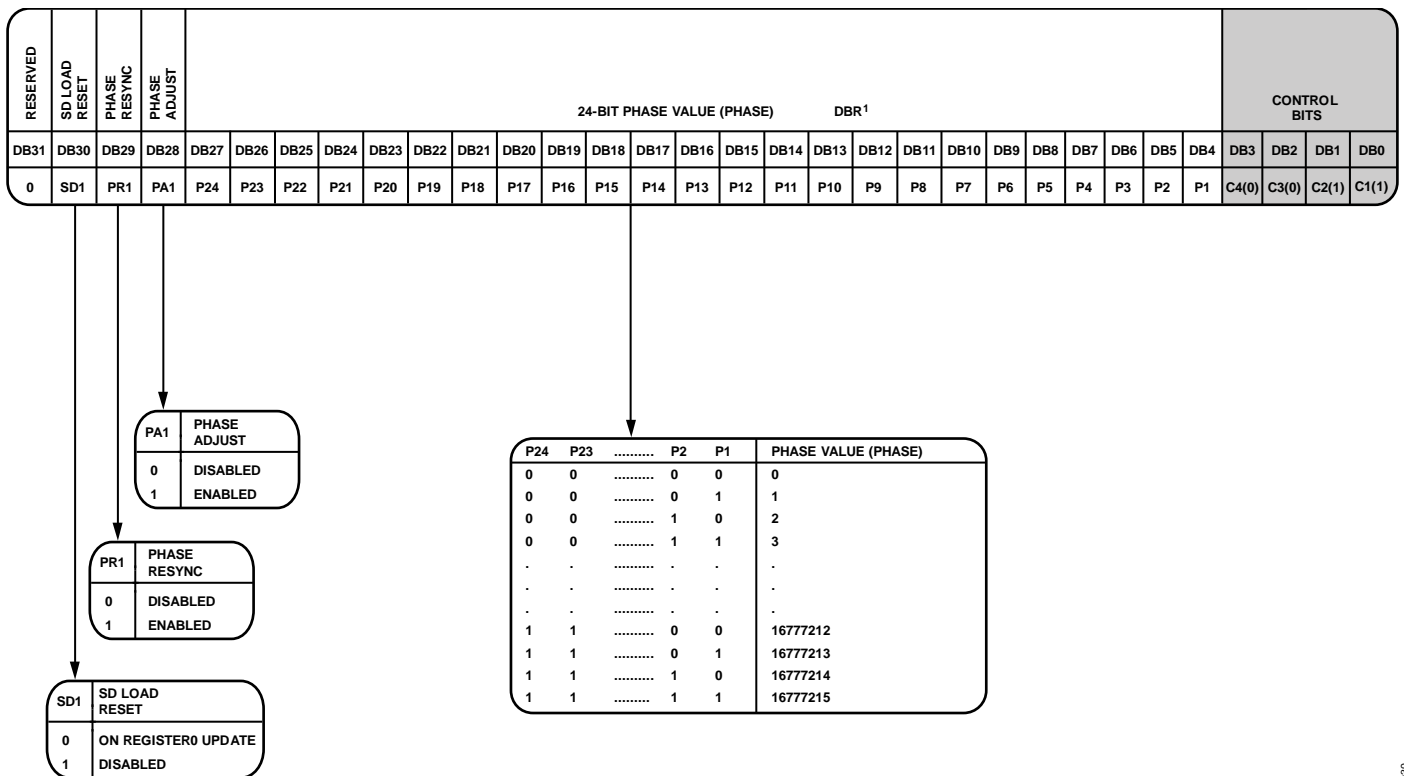 RESERVED
SD LOAD
RESET
PHASE
RESYNC
PHASE
ADJUST
24-BIT PHASE VALUE (PHASE) DBR1
CONTROL
BITS
DB31 DB30 DB29 DB28 DB27 DB26 DB25 DB24 DB23 DB22 DB21 DB20 DB19 DB18 DB17 DB16 DB15 DB14 DB13 DB12 DB11 DB10 DB9 DB8 DB7 DB6 DB5 DB4 DB3 DB2 DB1 DB0
0 SD1 PR1 PA1 P24 P23 P22 P21 P20 P19 P18 P17 P16 P15 P14 P13 P12 P11 P10 P9 P8 P7 P6 P5 P4 P3 P2 P1 C4(0) C3(0) C2(1) C1(1)
PA1 PHASE
ADJUST
0 DISABLED
1 ENABLED
PR1 PHASE
RESYNC
0 DISABLED
1 ENABLED
SD1 SD LOAD
RESET
0 ON REGISTER0 UPDATE
1 DISABLED
P24 P23 .......... P2 P1 PHASE VALUE (PHASE)
0 0 .......... 0 0 0
0 0 .......... 0 1 1
0 0 .......... 1 0 2
0 0 .......... 1 1 3
. . .......... . . .
. . .......... . . .
. . .......... . . .
1 1 .......... 0 0 16777212
1 1 .......... 0 1 16777213
1 1 .......... 1 0 16777214
1 1 ......... 1 1 16777215